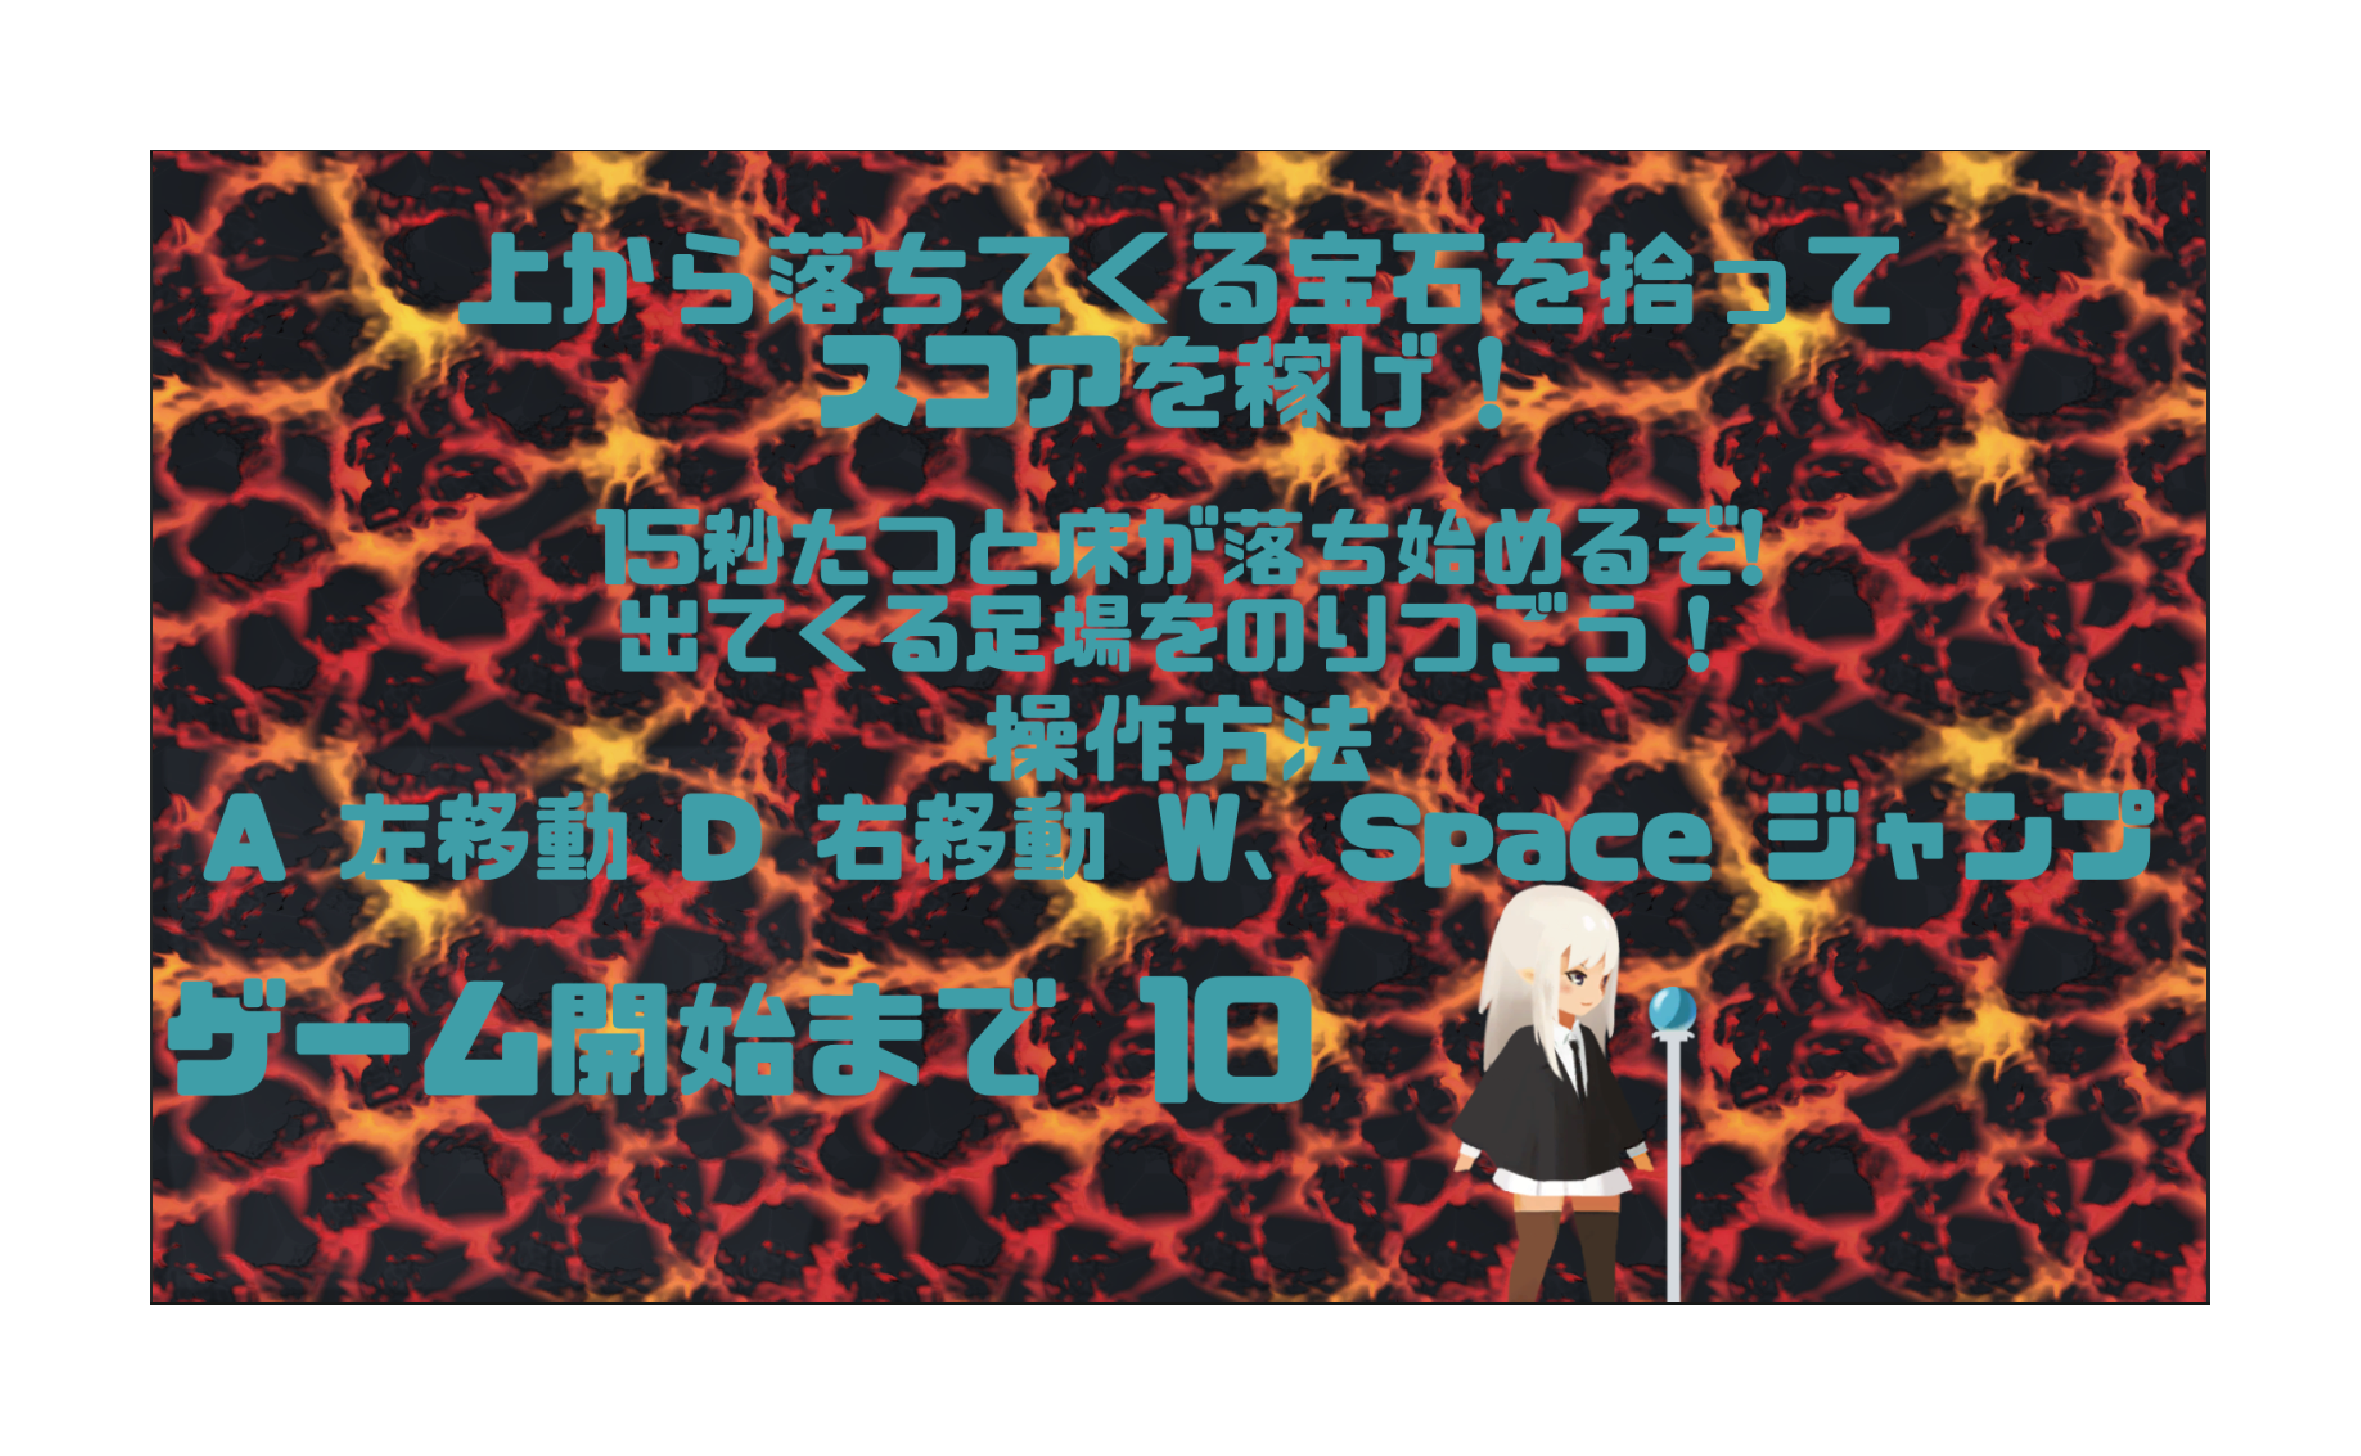 上から落ちてくる宝石を拾って
スコアを稼げ！
15秒たつと床が落ち始めるぞ!
出てくる足場をのりつごう！
操作方法
A 左移動 D 右移動 W、Space ジャンプ
ゲーム開始まで 10